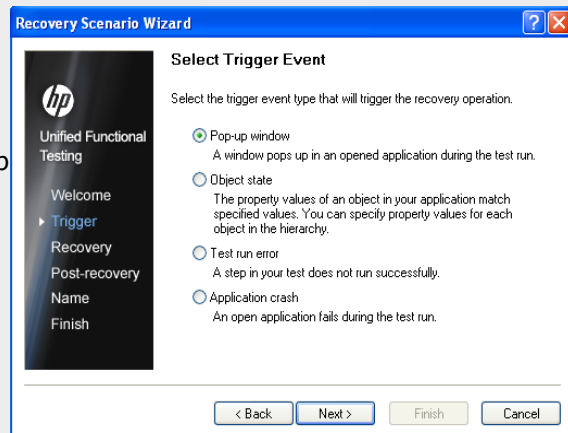 Recovery Scenario Wizard
hp
Unified Functional
Testing
Welcome
Trigger
Recovery
Post-recovery
Name
Finish
Select Trigger Event
Select the trigger event type that will trigger the recovery operation.
Pop-up window
A window pops up in an opened application during the test run.
Object state
The property values of an object in your application match
specified values. You can specify property values for each
object in the hierarchy.
Test run error
A step in your test does not run successfully.
Application crash
An open application fails during the test run.
< Back
Next >
Finish
Cancel